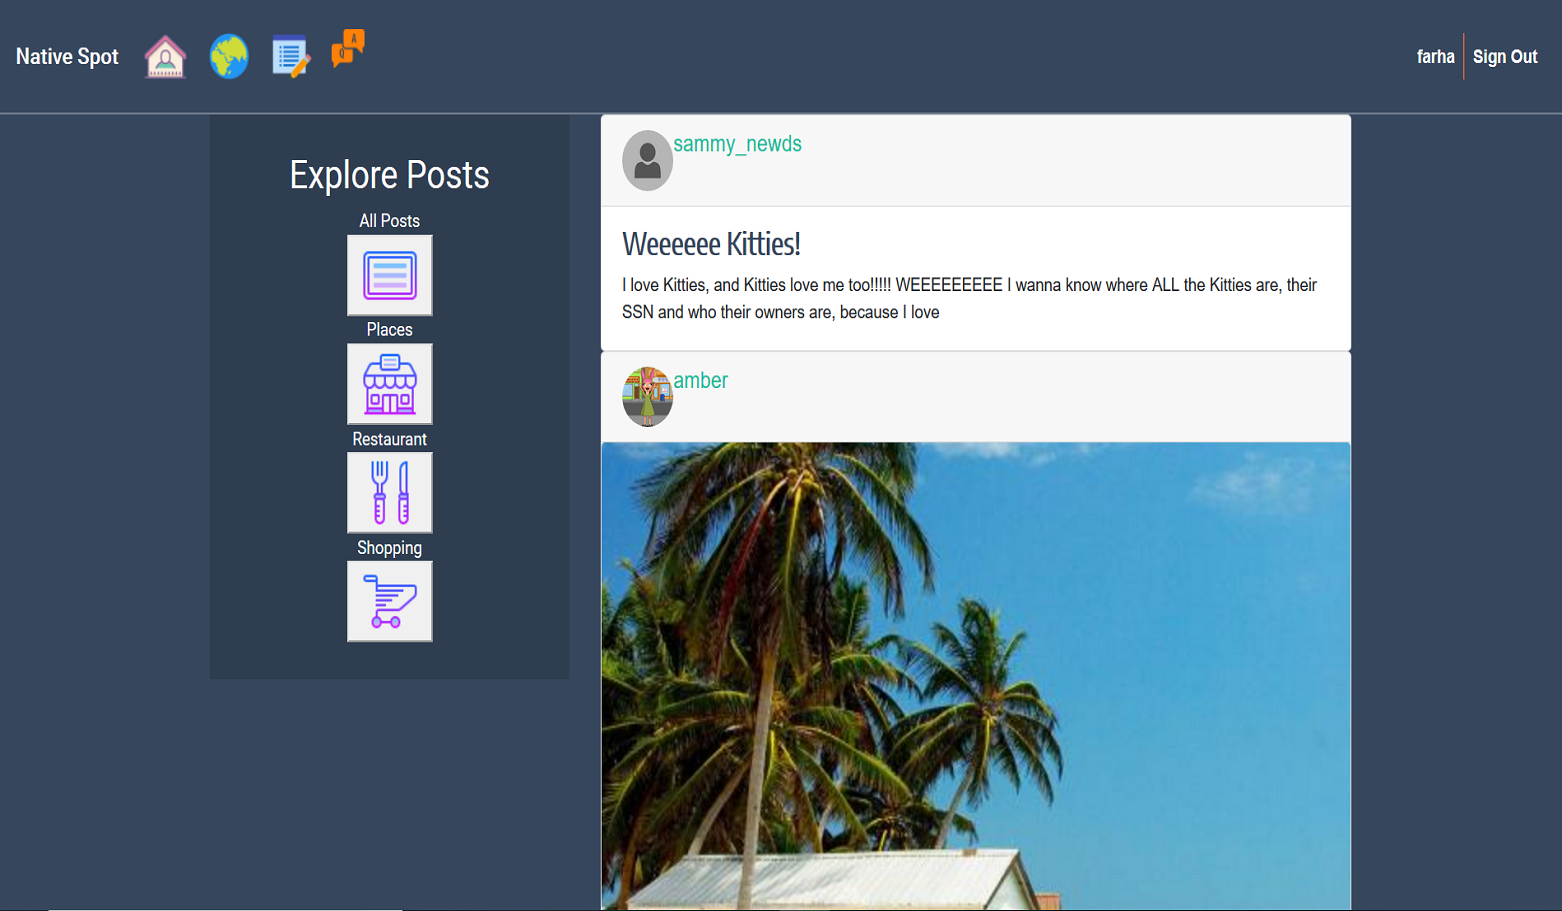 Native Spot
Q A
farha
Sign Out
Explore Posts
All Posts
Places
Restaurant
Shopping
sammy_newds
Weeeeee Kitties!
I love Kitties, and Kitties love me too!!!!! WEEEEEEEEE I wanna know where ALL the Kitties are, their
SSN and who their owners are, because I love
amber